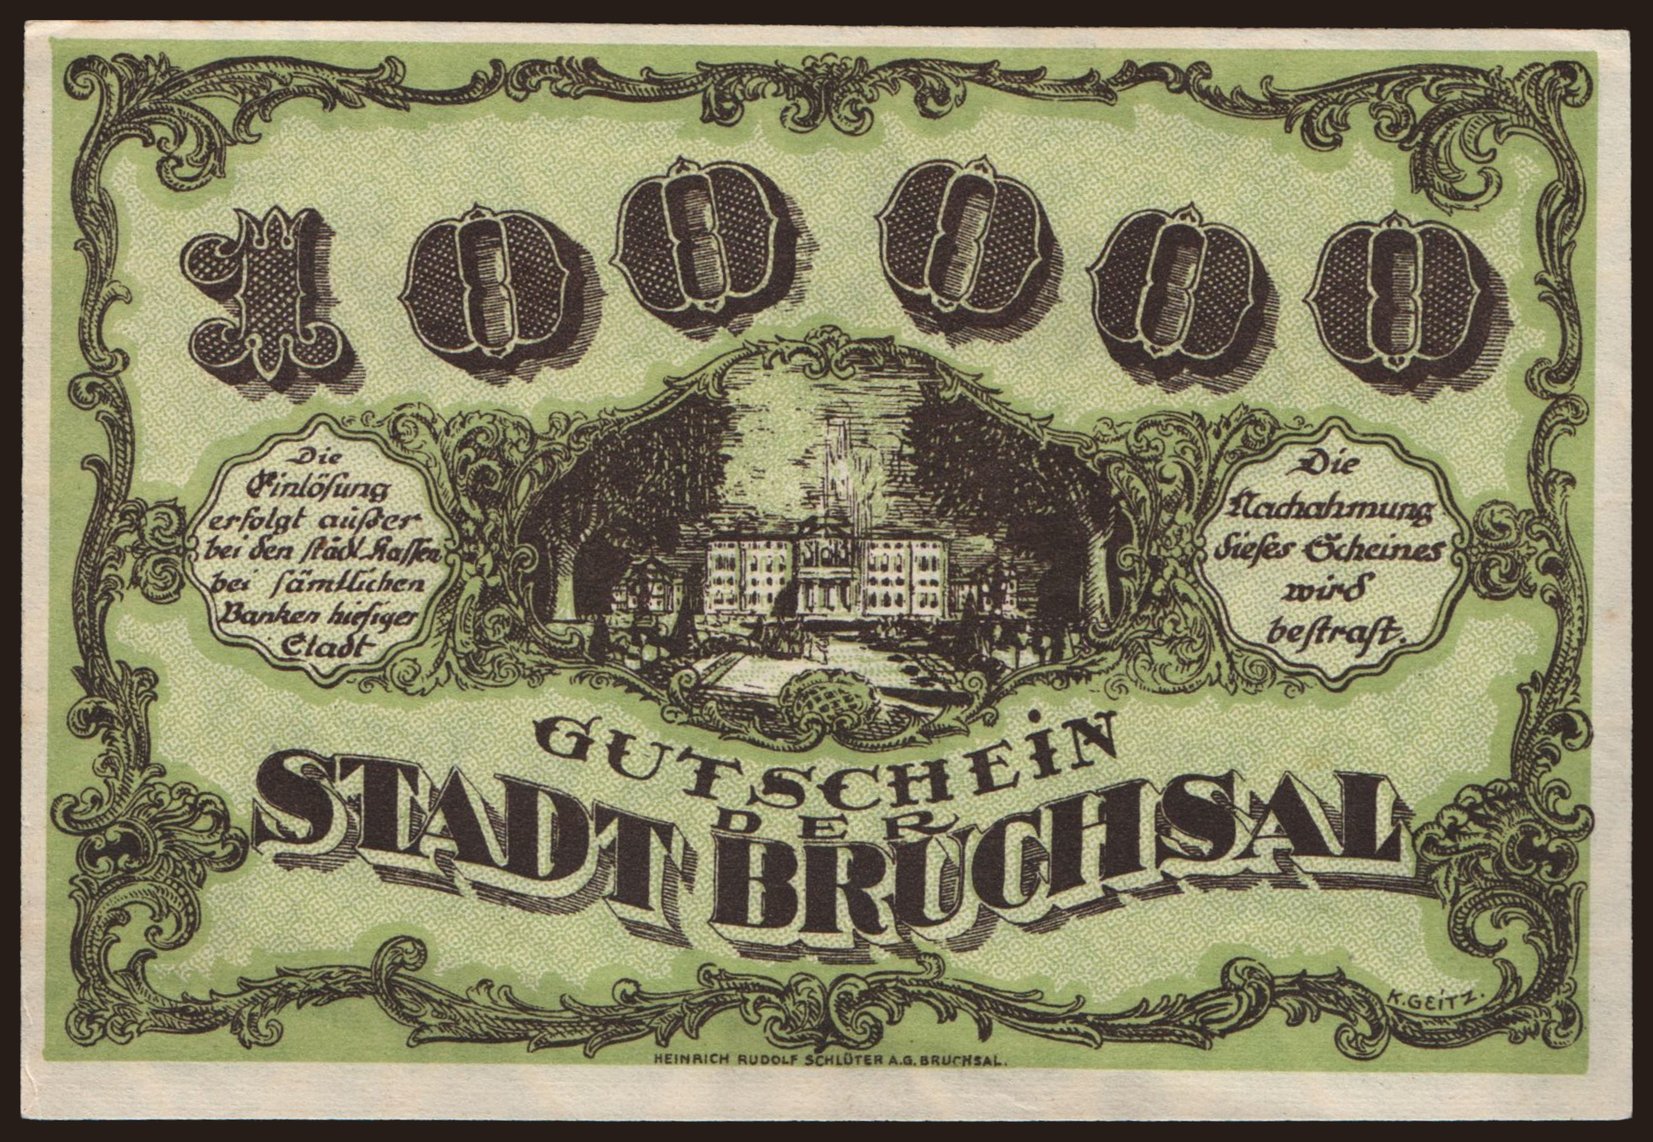 100000
Die
Einlösung
erfolgt außer
bei den städt. Kassen
bei sämtlichen
Banken hiesiger
Stadt
Die
Nachahmung
dieses Scheines
wird
bestraft.
GUTSCHEIN
DER
STADT BRUCHSAL
K. GEITZ.
HEINRICH RUDOLF SCHLÜTER A.G. BRUCHSAL.